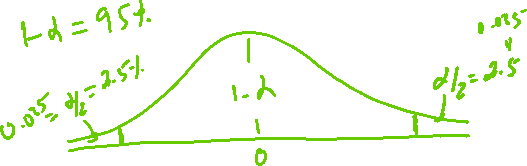 1-α = 95%
0.025 = α/2 = 2.5%
1-α
0
0.025
α/2 = 2.5